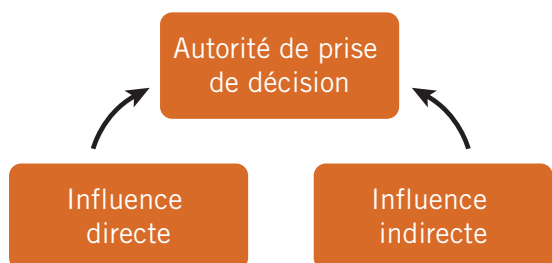 Autorité de prise
de décision
Influence
directe
Influence
indirecte